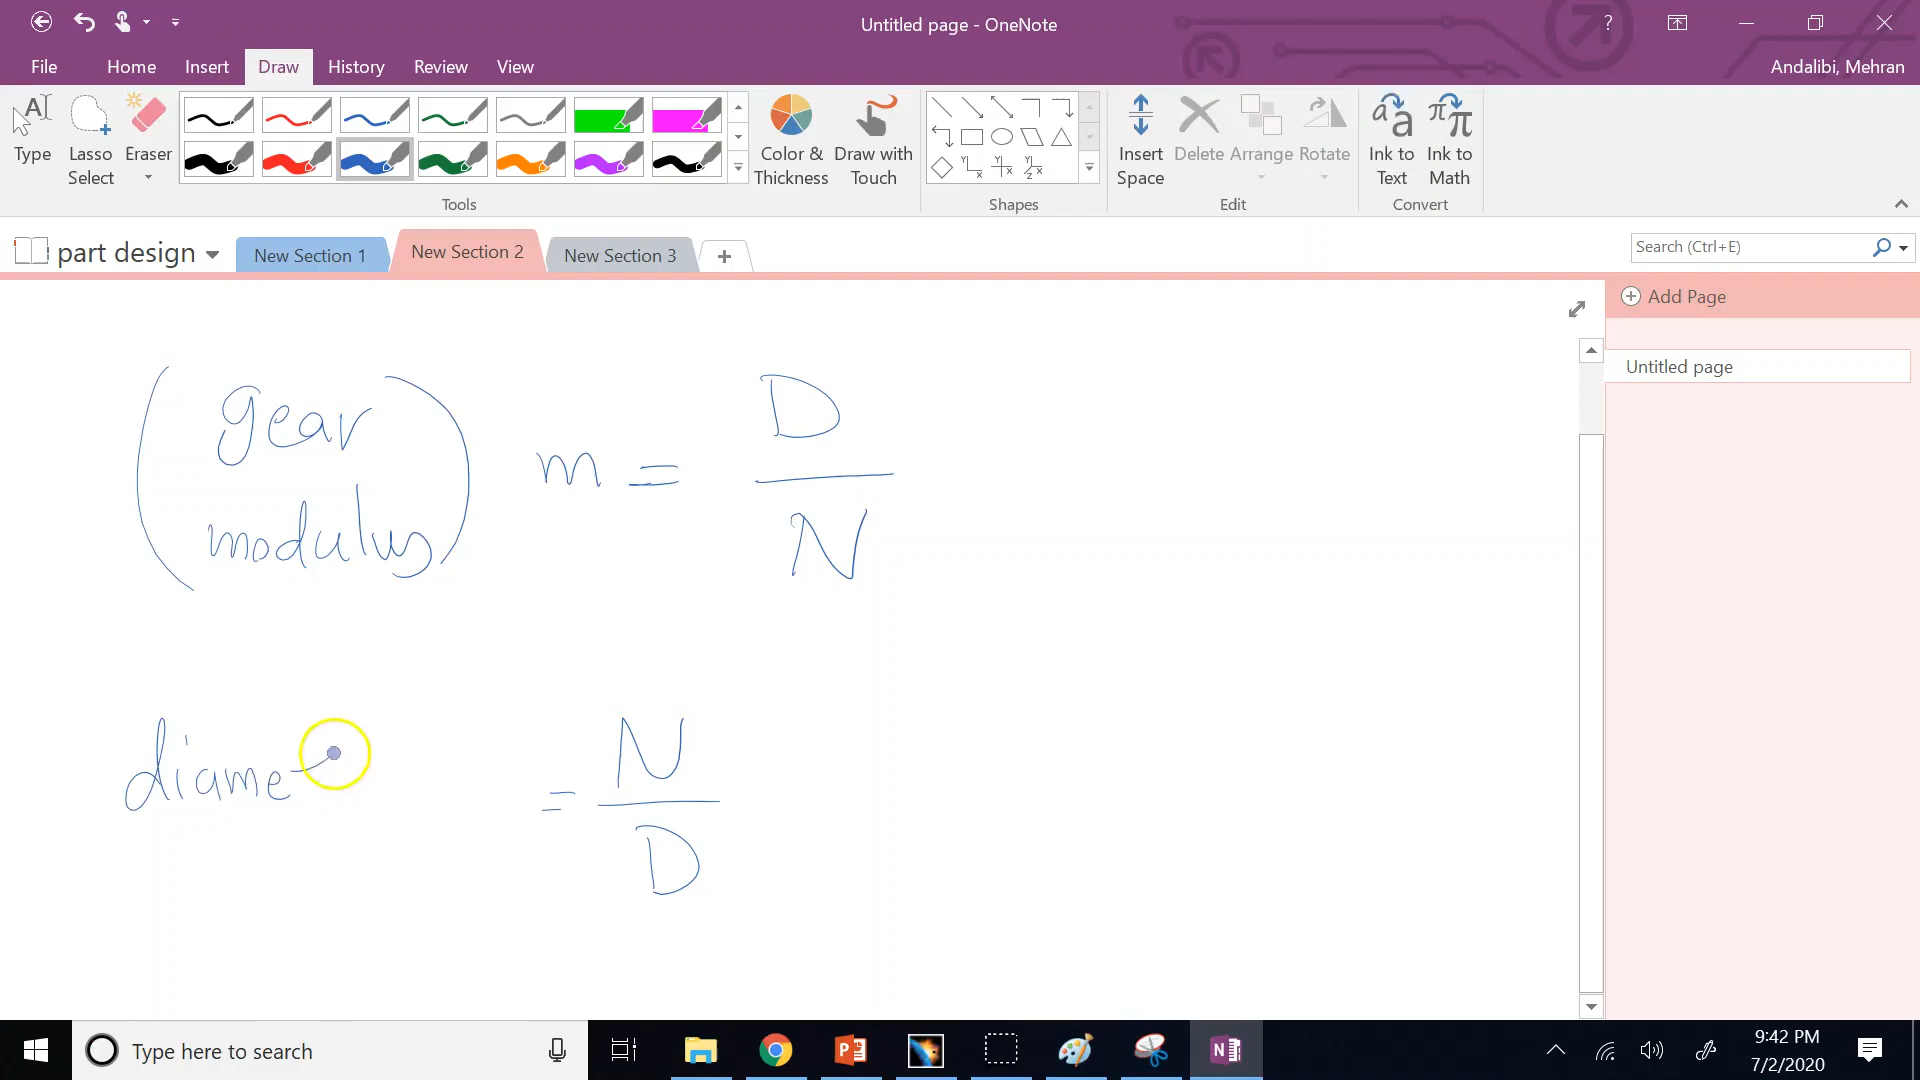 Untitled page - OneNote
?
File Home Insert Draw History Review View
Andalibi, Mehran
Type
Lasso Select
Eraser
Color & Thickness
Draw with Touch
Insert Space
Delete
Arrange
Rotate
Ink to Text
Ink to Math
Tools
Shapes
Edit
Convert
part design
New Section 1
New Section 2
New Section 3
Search (Ctrl+E)
Add Page
Untitled page
( gear modulus ) m = D / N
diame = N / D
Type here to search
9:42 PM
7/2/2020